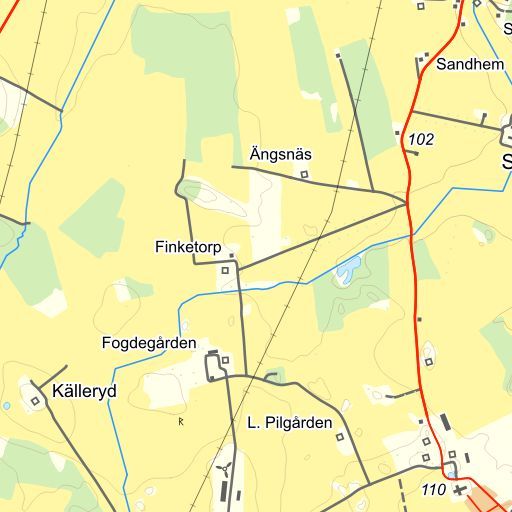 S
Sandhem
102
Ängsnäs
S
Finketorp
Fogdegården
Källeryd
R
L. Pilgården
110